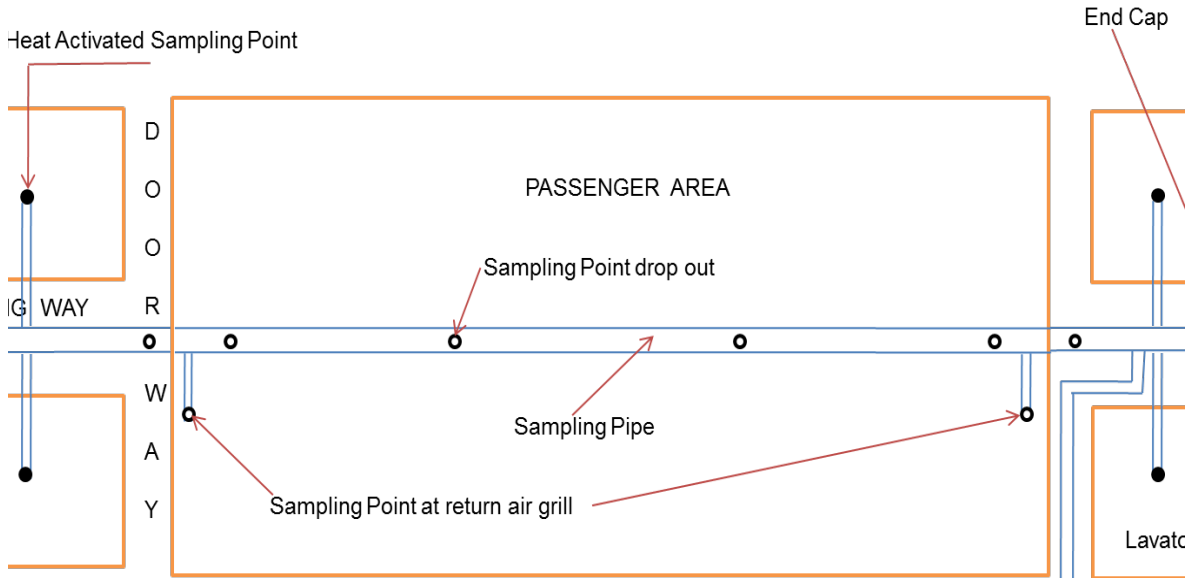 End Cap
Heat Activated Sampling Point
DOORWAY
PASSENGER AREA
Sampling Point drop out
G WAY
Sampling Pipe
Sampling Point at return air grill
Lavato